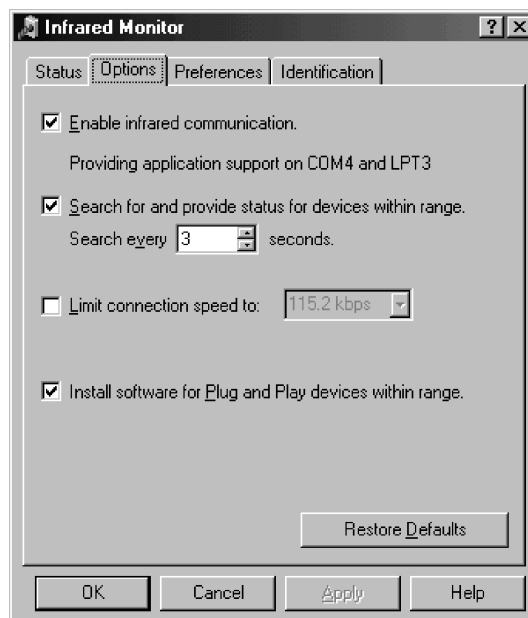 Infrared Monitor
Status Options Preferences Identification
Enable infrared communication.
Providing application support on COM4 and LPT3
Search for and provide status for devices within range.
Search every 3 seconds.
Limit connection speed to: 115.2 kbps
Install software for Plug and Play devices within range.
Restore Defaults
OK Cancel Apply Help